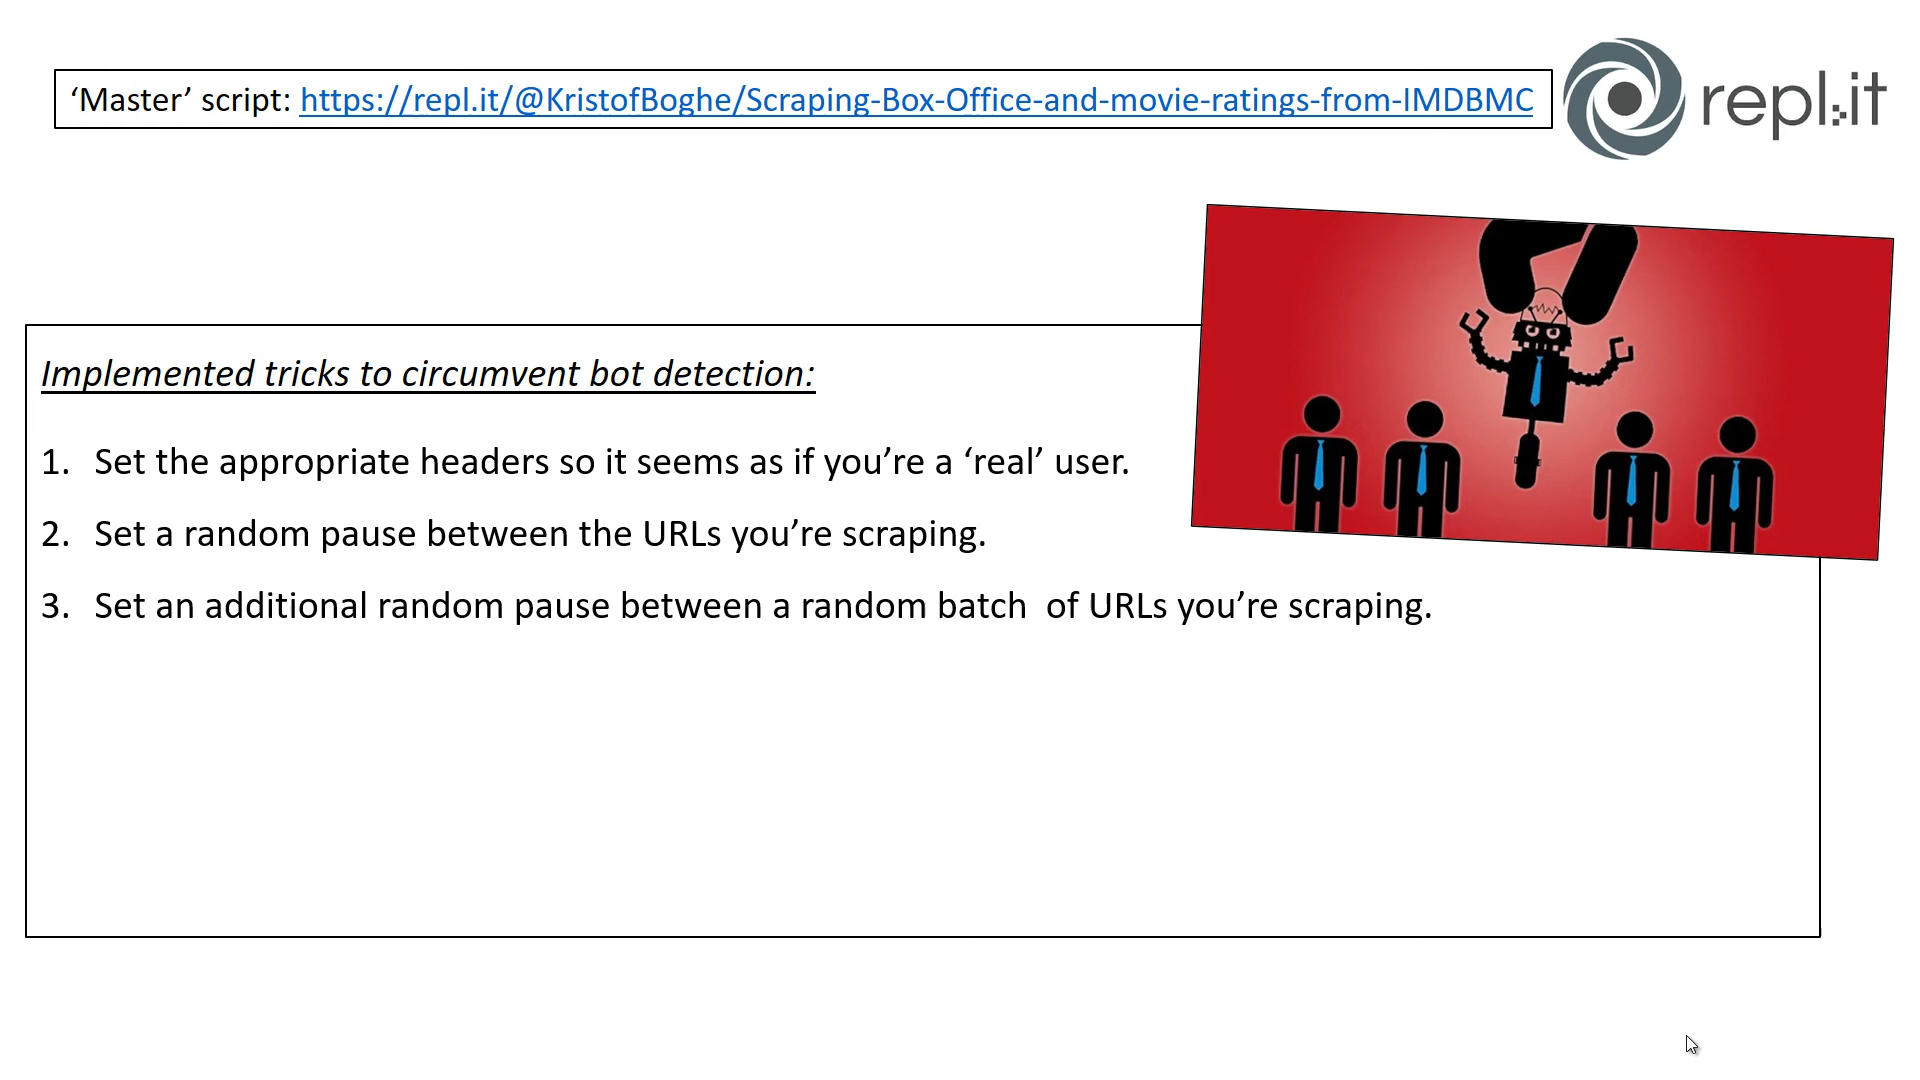 ‘Master’ script: https://repl.it/@KristofBoghe/Scraping-Box-Office-and-movie-ratings-from-IMDBMC
repl.it
Implemented tricks to circumvent bot detection:
1. Set the appropriate headers so it seems as if you’re a ‘real’ user.
2. Set a random pause between the URLs you’re scraping.
3. Set an additional random pause between a random batch  of URLs you’re scraping.